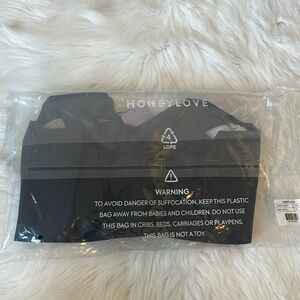 HONEYLOVE
4
LDPE
WARNING
TO AVOID DANGER OF SUFFOCATION, KEEP THIS PLASTIC
BAG AWAY FROM BABIES AND CHILDREN. DO NOT USE
THIS BAG IN CRIBS, BEDS, CARRIAGES OR PLAYPENS.
THIS BAG IS NOT A TOY.